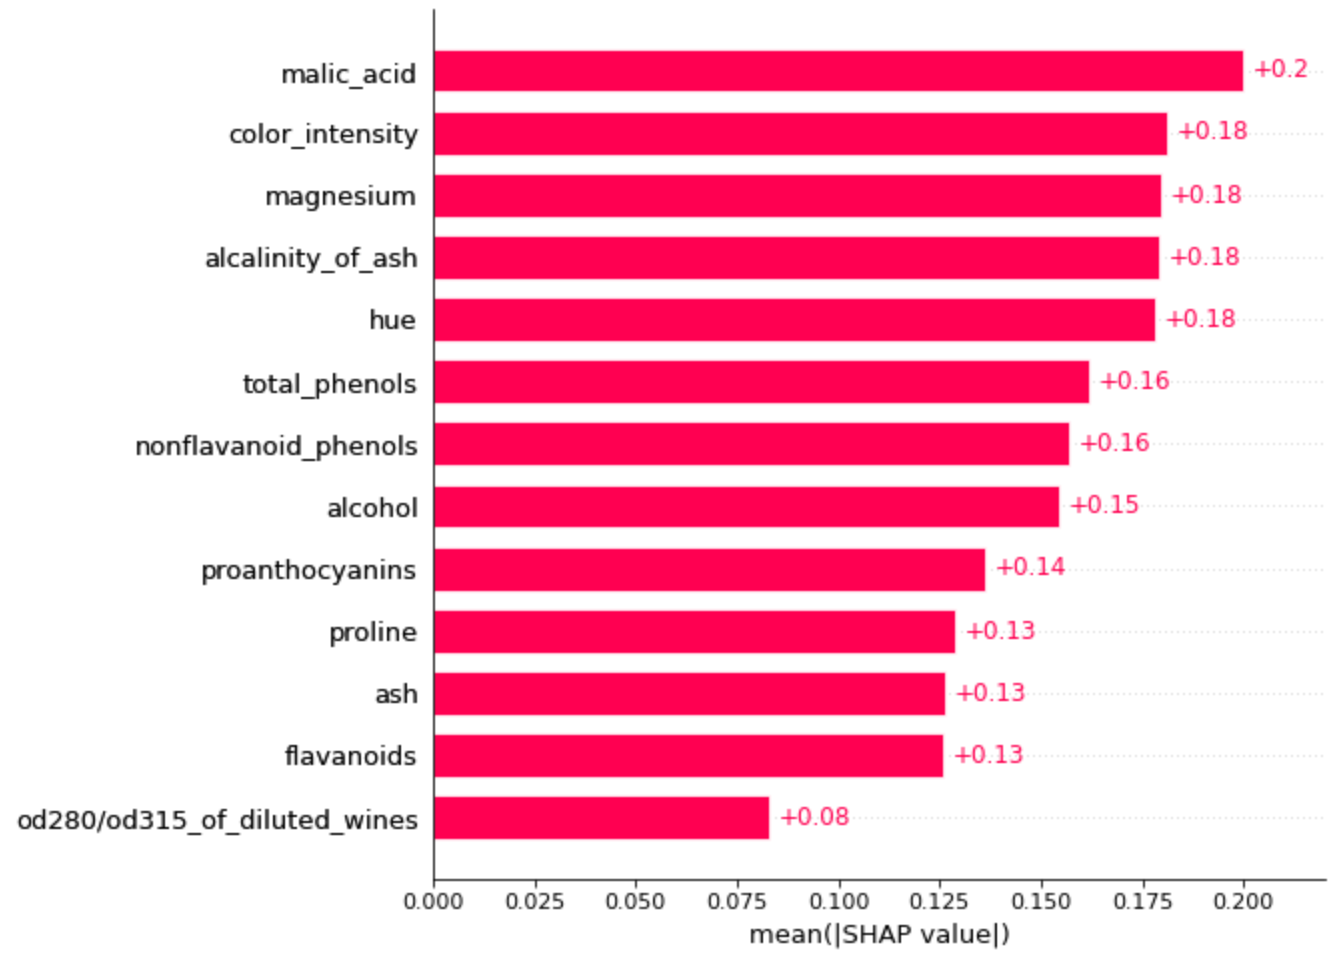 malic_acid +0.2
color_intensity +0.18
magnesium +0.18
alcalinity_of_ash +0.18
hue +0.18
total_phenols +0.16
nonflavanoid_phenols +0.16
alcohol +0.15
proanthocyanins +0.14
proline +0.13
ash +0.13
flavanoids +0.13
od280/od315_of_diluted_wines +0.08
0.000 0.025 0.050 0.075 0.100 0.125 0.150 0.175 0.200
mean(|SHAP value|)